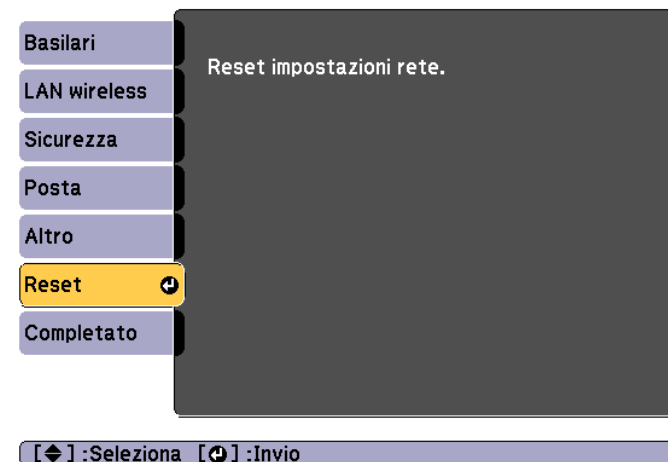 Basilari
Reset impostazioni rete.
LAN wireless
Sicurezza
Posta
Altro
Reset
Completato
[◆] :Seleziona [↵] :Invio